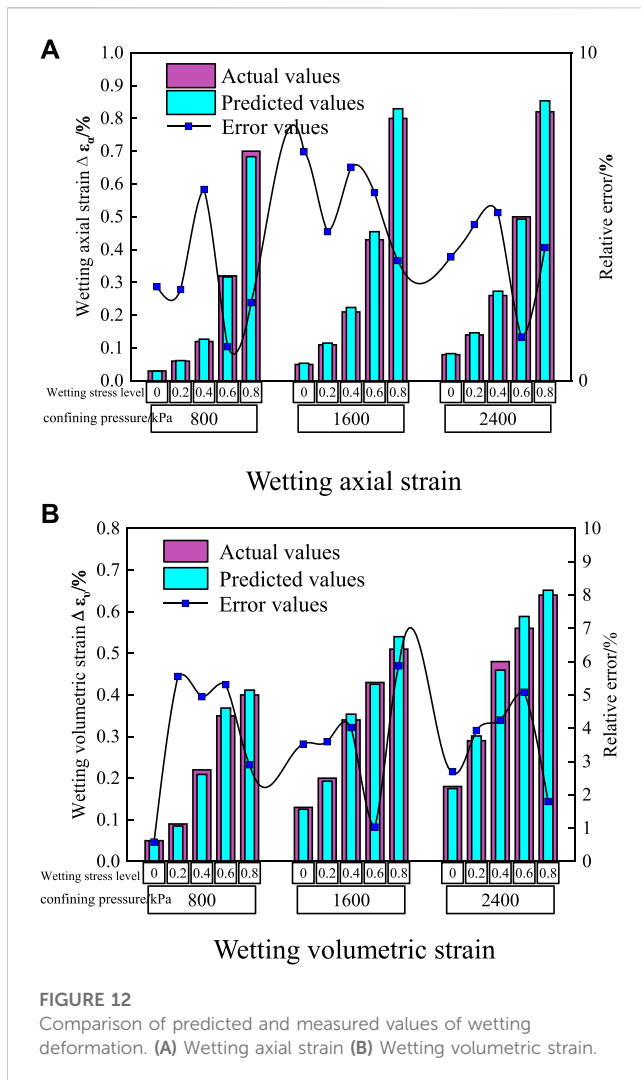 A
Wetting axial strain Δ εα/%
1.0
0.9
0.8
0.7
0.6
0.5
0.4
0.3
0.2
0.1
0.0
Actual values
Predicted values
Error values
10
0
Relative error/%
Wetting stress level 0 0.2 0.4 0.6 0.8 0 0.2 0.4 0.6 0.8 0 0.2 0.4 0.6 0.8
confining pressure/kPa 800 1600 2400
Wetting axial strain
B
Wetting volumetric strain Δ ευ/%
0.8
0.7
0.6
0.5
0.4
0.3
0.2
0.1
0.0
Actual values
Predicted values
Error values
10
9
8
7
6
5
4
3
2
1
0
Relative error/%
Wetting stress level 0 0.2 0.4 0.6 0.8 0 0.2 0.4 0.6 0.8 0 0.2 0.4 0.6 0.8
confining pressure/kPa 800 1600 2400
Wetting volumetric strain
FIGURE 12
Comparison of predicted and measured values of wetting
deformation. (A) Wetting axial strain (B) Wetting volumetric strain.